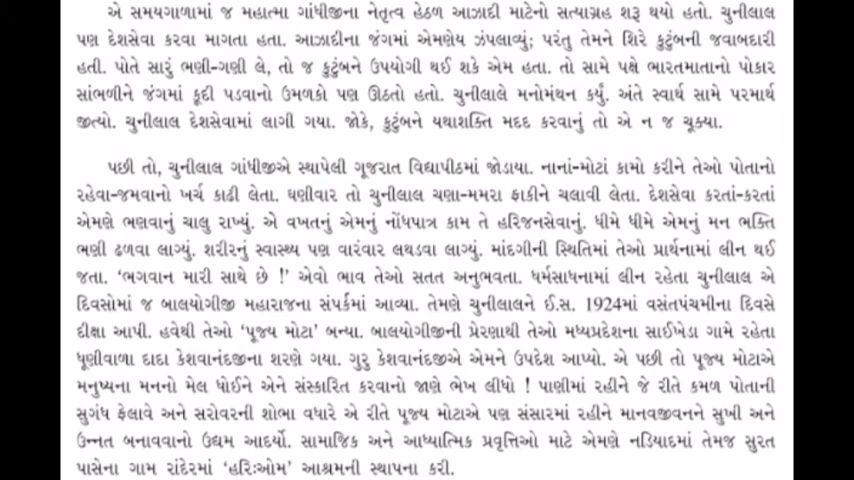 એ સમયગાળામાં જ મહાત્મા ગાંધીજીના નેતૃત્વ હેઠળ આઝાદી માટેનો સત્યાગ્રહ શરૂ થયો હતો. ચુનીલાલ
પણ દેશસેવા કરવા માગતા હતા. આઝાદીના જંગમાં એમણેય ઝંપલાવ્યું; પરંતુ તેમને શિરે કુટુંબની જવાબદારી
હતી. પોતે સારું ભણી-ગણી લે, તો જ કુટુંબને ઉપયોગી થઈ શકે એમ હતા. તો સામે પક્ષે ભારતમાતાનો પોકાર
સાંભળીને જંગમાં કૂદી પડવાનો ઉમળકો પણ ઊઠતો હતો. ચુનીલાલે મનોમંથન કર્યું. અંતે સ્વાર્થ સામે પરમાર્થ
જીત્યો. ચુનીલાલ દેશસેવામાં લાગી ગયા. જોકે, કુટુંબને યથાશક્તિ મદદ કરવાનું તો એ ન જ ચૂક્યા.
પછી તો, ચુનીલાલ ગાંધીજીએ સ્થાપેલી ગૂજરાત વિદ્યાપીઠમાં જોડાયા. નાનાં-મોટાં કામો કરીને તેઓ પોતાનો
રહેવા-જમવાનો ખર્ચ કાઢી લેતા. ઘણીવાર તો ચુનીલાલ ચણા-મમરા ફાકીને ચલાવી લેતા. દેશસેવા કરતાં-કરતાં
એમણે ભણવાનું ચાલુ રાખ્યું. એ વખતનું એમનું નોંધપાત્ર કામ તે હરિજનસેવાનું. ધીમે ધીમે એમનું મન ભક્તિ
ભણી ઢળવા લાગ્યું. શરીરનું સ્વાસ્થ્ય પણ વારંવાર લથડવા લાગ્યું. માંદગીની સ્થિતિમાં તેઓ પ્રાર્થનામાં લીન થઈ
જતા. ‘ભગવાન મારી સાથે છે !’ એવો ભાવ તેઓ સતત અનુભવતા. ધર્મસાધનામાં લીન રહેતા ચુનીલાલ એ
દિવસોમાં જ બાલયોગીજી મહારાજના સંપર્કમાં આવ્યા. તેમણે ચુનીલાલને ઈ.સ. 1924માં વસંતપંચમીના દિવસે
દીક્ષા આપી. હવેથી તેઓ ‘પૂજ્ય મોટા’ બન્યા. બાલયોગીજીની પ્રેરણાથી તેઓ મધ્યપ્રદેશના સાઈખેડા ગામે રહેતા
ધૂણીવાળા દાદા કેશવાનંદજીના શરણે ગયા. ગુરુ કેશવાનંદજીએ એમને ઉપદેશ આપ્યો. એ પછી તો પૂજ્ય મોટાએ
મનુષ્યના મનનો મેલ ધોઈને એને સંસ્કારિત કરવાનો જાણે ભેખ લીધો ! પાણીમાં રહીને જે રીતે કમળ પોતાની
સુગંધ ફેલાવે અને સરોવરની શોભા વધારે એ રીતે પૂજ્ય મોટાએ પણ સંસારમાં રહીને માનવજીવનને સુખી અને
ઉન્નત બનાવવાનો ઉદ્યમ આદર્યો. સામાજિક અને આધ્યાત્મિક પ્રવૃત્તિઓ માટે એમણે નડિયાદમાં તેમજ સુરત
પાસેના ગામ રાંદેરમાં ‘હરિઃઓમ’ આશ્રમની સ્થાપના કરી.